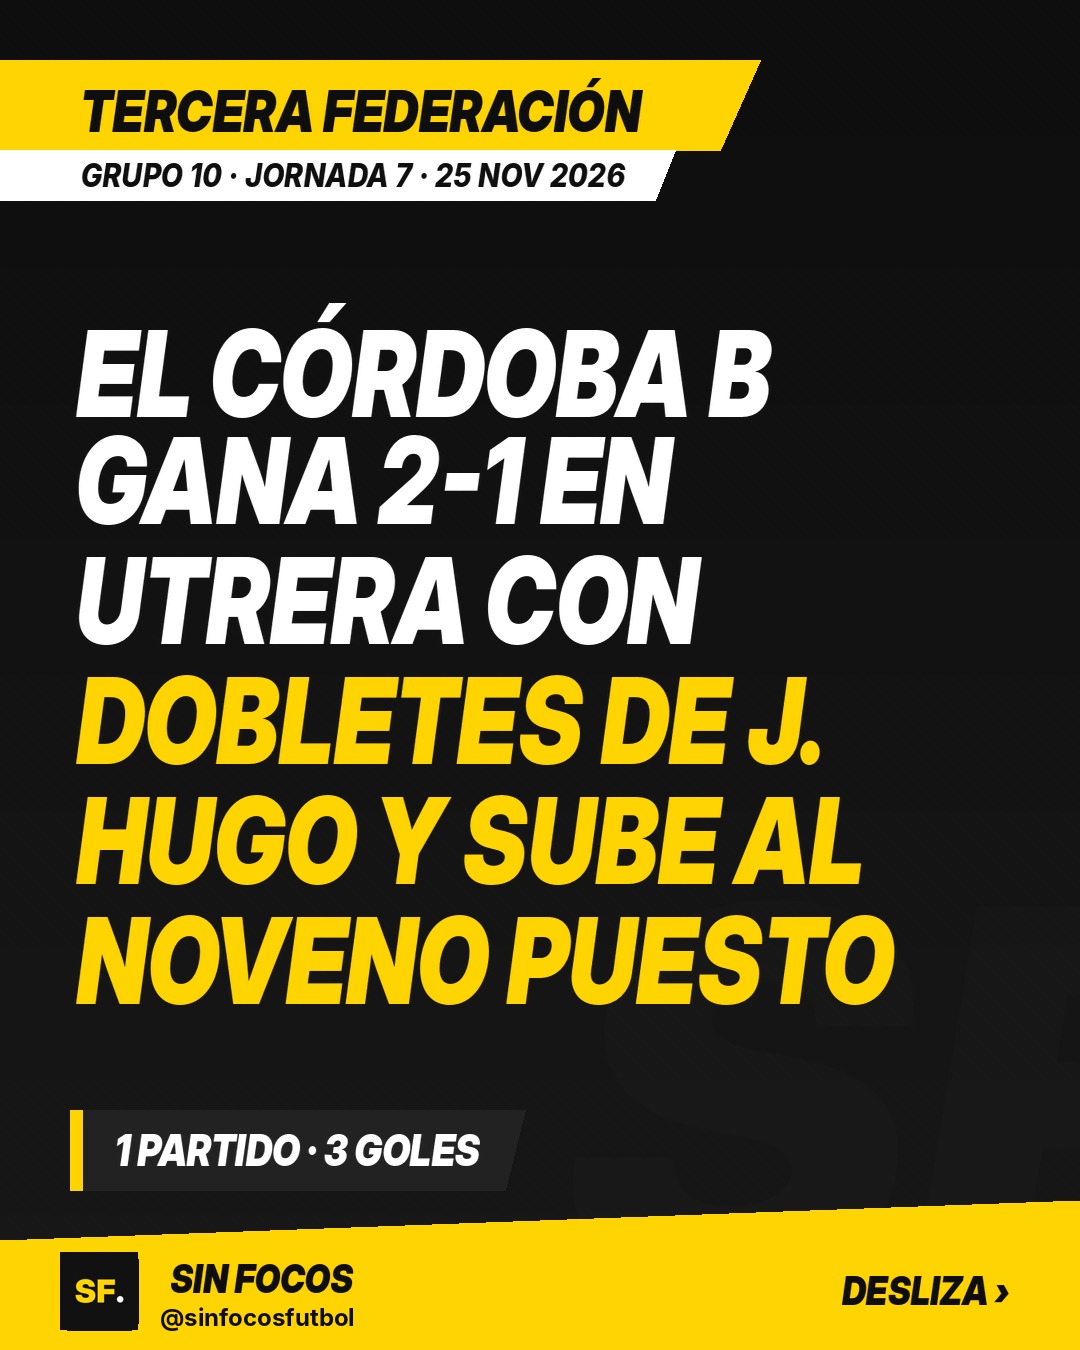 TERCERA FEDERACIÓN
GRUPO 10 · JORNADA 7 · 25 NOV 2026
EL CÓRDOBA B
GANA 2-1 EN
UTRERA CON
DOBLETES DE J.
HUGO Y SUBE AL
NOVENO PUESTO
1 PARTIDO · 3 GOLES
SF.
SIN FOCOS
@sinfocosfutbol
DESLIZA ›